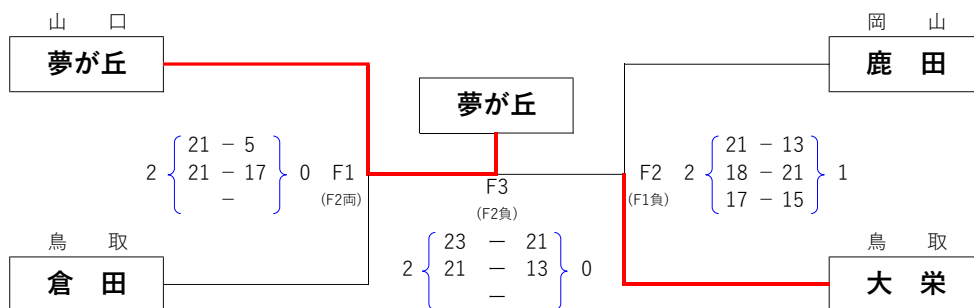 山 口
夢が丘
岡 山
鹿 田
夢が丘
21 − 5
2 21 − 17 0 F1
−
(F2両)
F3
(F2負)
23 − 21
2 21 − 13 0
−
21 − 13
F2 2 18 − 21 1
17 − 15
(F1負)
鳥 取
倉 田
鳥 取
大 栄